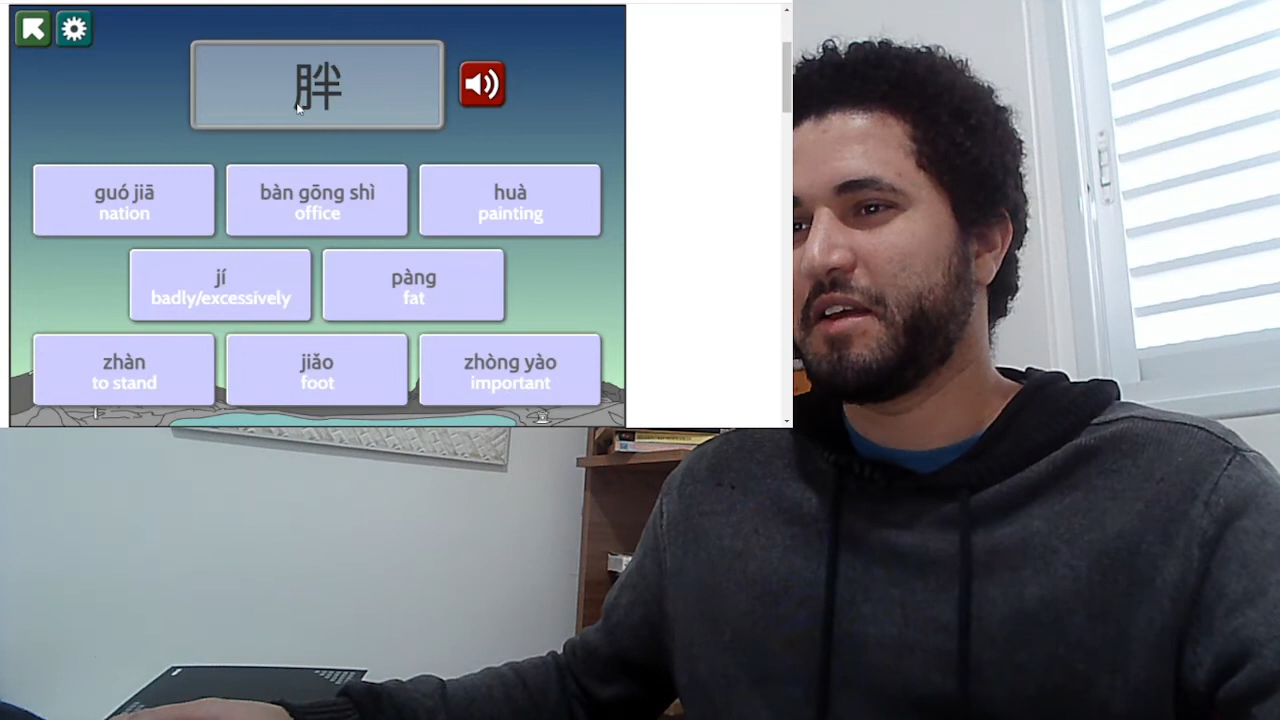 胖
guó jiā
nation
bàn gōng shì
office
huà
painting
jí
badly/excessively
pàng
fat
zhàn
to stand
jiǎo
foot
zhòng yào
important